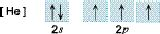 [He] ↑↓ ↑ ↑ ↑
2s 2p